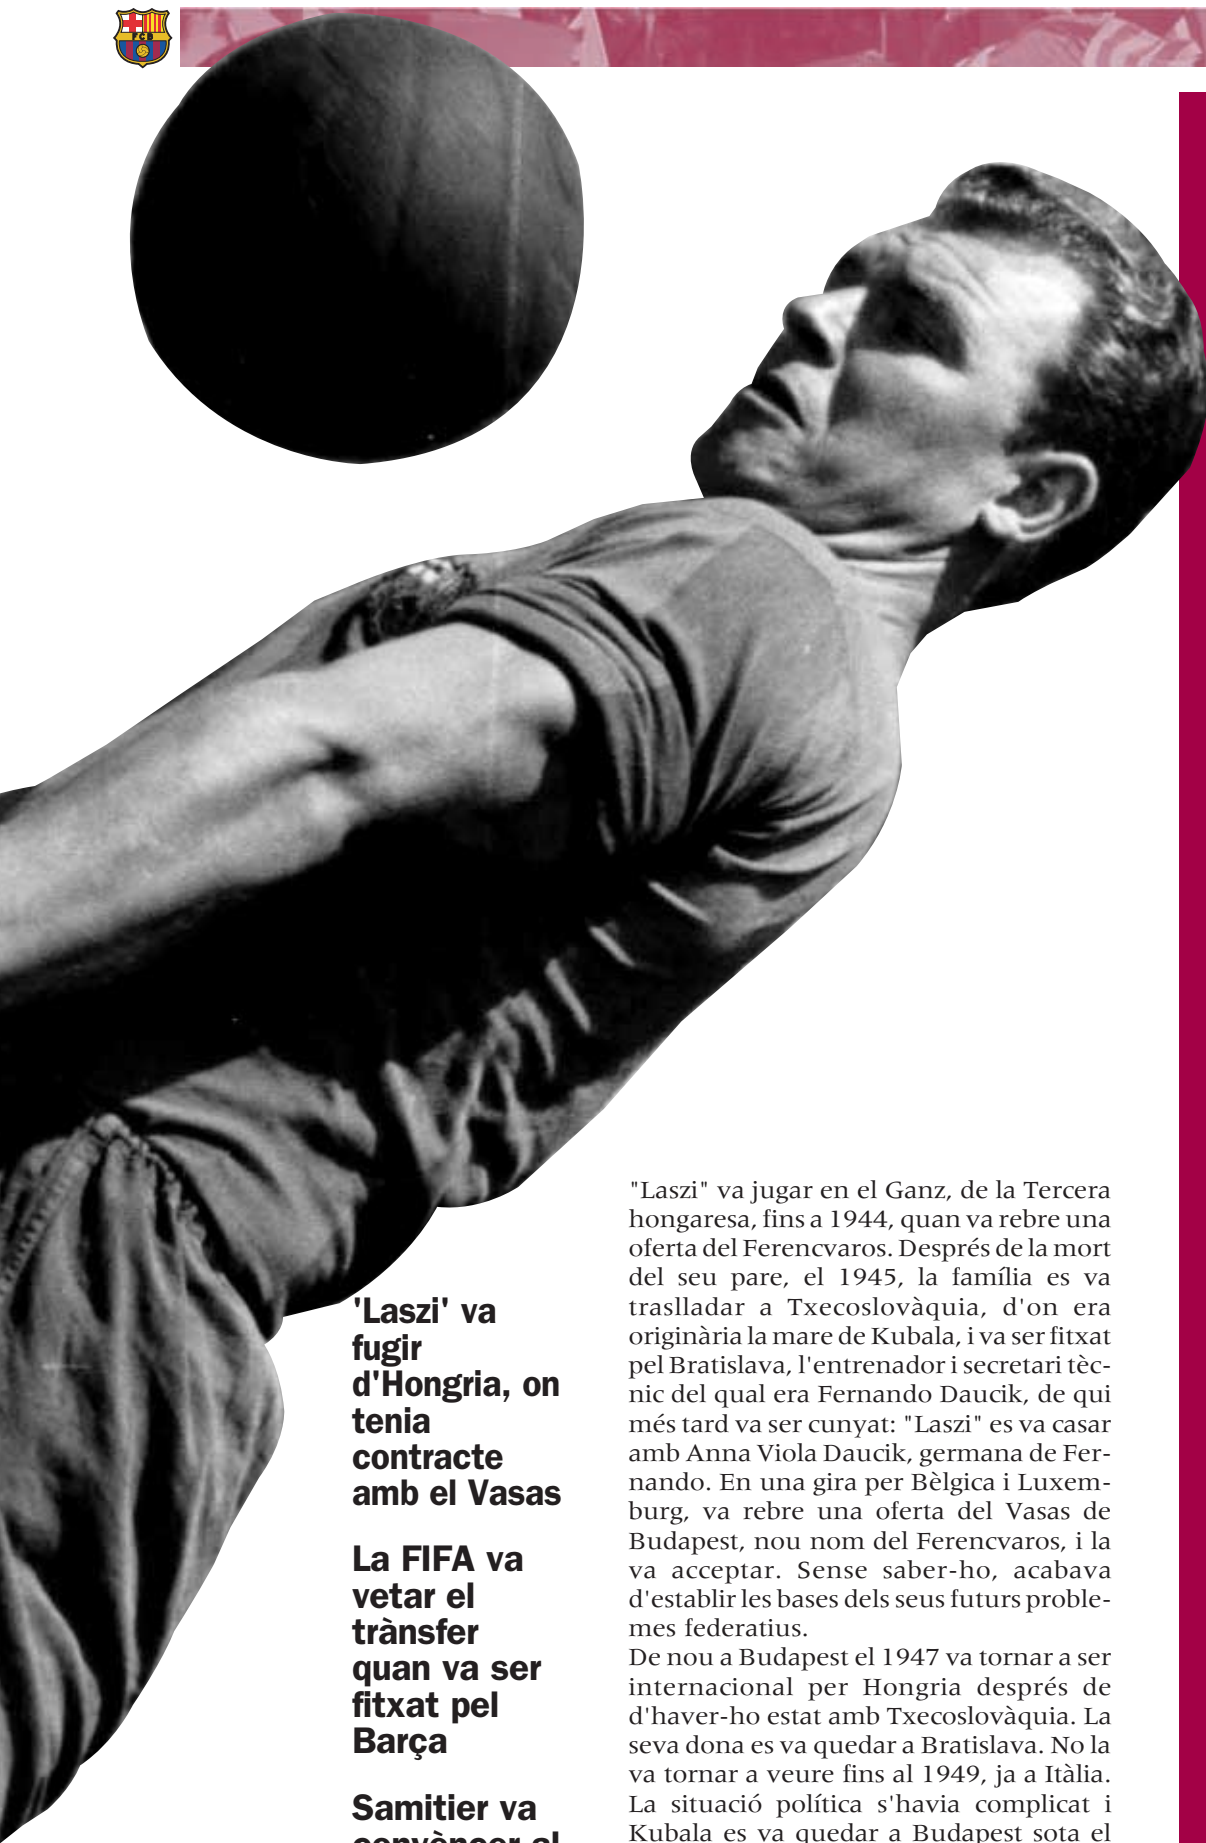 FCB
'Laszi' va
fugir
d'Hongria, on
tenia
contracte
amb el Vasas
La FIFA va
vetar el
trànsfer
quan va ser
fitxat pel
Barça
Samitier va
convèncer al
"Laszi" va jugar en el Ganz, de la Tercera
hongaresa, fins a 1944, quan va rebre una
oferta del Ferencvaros. Després de la mort
del seu pare, el 1945, la família es va
traslladar a Txecoslovàquia, d'on era
originària la mare de Kubala, i va ser fitxat
pel Bratislava, l'entrenador i secretari tèc-
nic del qual era Fernando Daucik, de qui
més tard va ser cunyat: "Laszi" es va casar
amb Anna Viola Daucik, germana de Fer-
nando. En una gira per Bèlgica i Luxem-
burg, va rebre una oferta del Vasas de
Budapest, nou nom del Ferencvaros, i la
va acceptar. Sense saber-ho, acabava
d'establir les bases dels seus futurs proble-
mes federatius.
De nou a Budapest el 1947 va tornar a ser
internacional per Hongria després de
d'haver-ho estat amb Txecoslovàquia. La
seva dona es va quedar a Bratislava. No la
va tornar a veure fins al 1949, ja a Itàlia.
La situació política s'havia complicat i
Kubala es va quedar a Budapest sota el